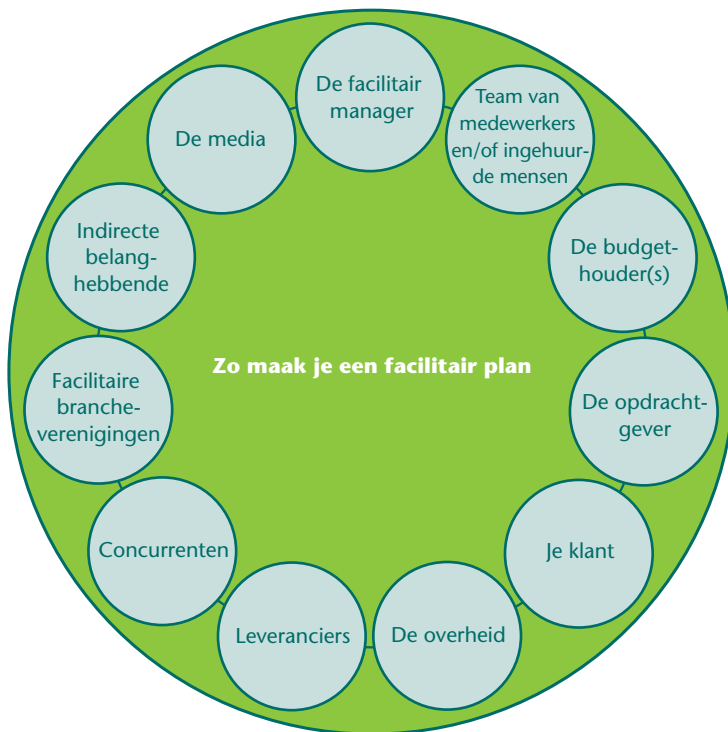 De facilitair
manager
Team van
medewerkers
en/of ingehuur-
de mensen
De budget-
houder(s)
De opdracht-
gever
Je klant
De overheid
Leveranciers
Concurrenten
Facilitaire
branche-
verenigingen
Indirecte
belang-
hebbende
De media
Zo maak je een facilitair plan